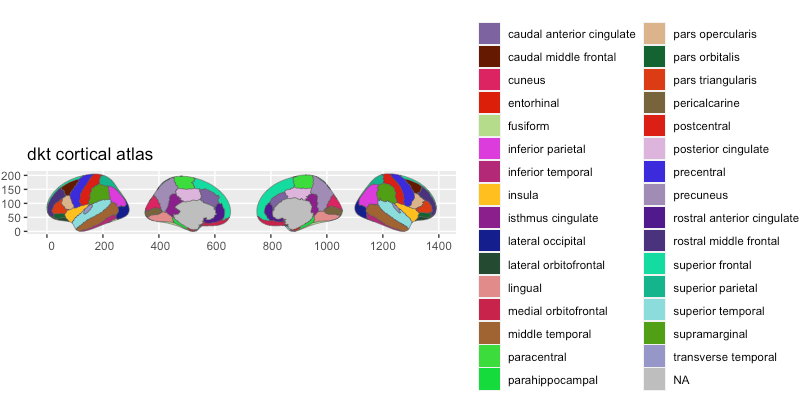 dkt cortical atlas
200
150
100
50
0
0 200 400 600 800 1000 1200 1400
caudal anterior cingulate
caudal middle frontal
cuneus
entorhinal
fusiform
inferior parietal
inferior temporal
insula
isthmus cingulate
lateral occipital
lateral orbitofrontal
lingual
medial orbitofrontal
middle temporal
paracentral
parahippocampal
pars opercularis
pars orbitalis
pars triangularis
pericalcarine
postcentral
posterior cingulate
precentral
precuneus
rostral anterior cingulate
rostral middle frontal
superior frontal
superior parietal
superior temporal
supramarginal
transverse temporal
NA